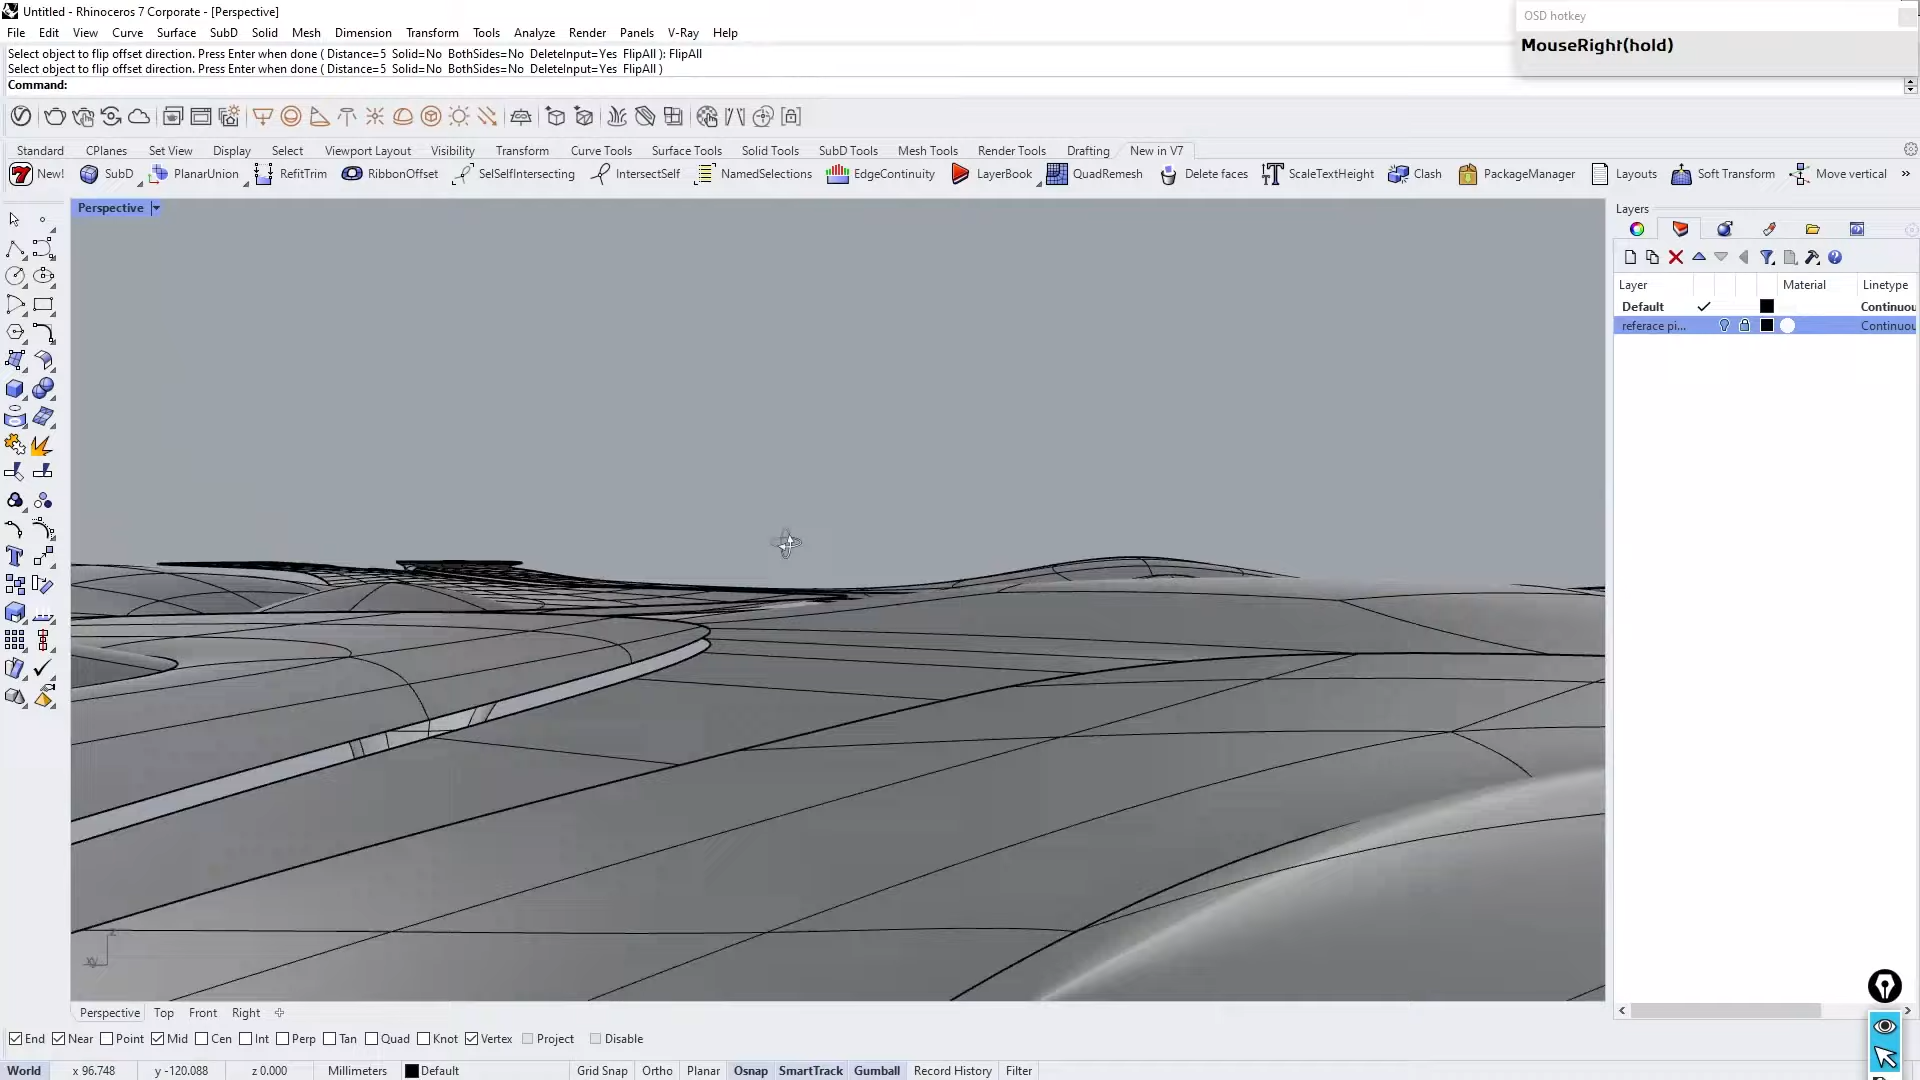 Untitled - Rhinoceros 7 Corporate - [Perspective]
OSD hotkey
File Edit View Curve Surface SubD Solid Mesh Dimension Transform Tools Analyze Render Panels V-Ray Help
MouseRight(hold)
Select object to flip offset direction. Press Enter when done ( Distance=5 Solid=No BothSides=No DeleteInput=Yes FlipAll ): FlipAll
Select object to flip offset direction. Press Enter when done ( Distance=5 Solid=No BothSides=No DeleteInput=Yes FlipAll )
Command:
Standard CPlanes Set View Display Select Viewport Layout Visibility Transform Curve Tools Surface Tools Solid Tools SubD Tools Mesh Tools Render Tools Drafting New in V7
7 New! SubD PlanarUnion RefitTrim RibbonOffset SelSelfIntersecting IntersectSelf NamedSelections EdgeContinuity LayerBook QuadRemesh Delete faces ScaleTextHeight Clash PackageManager Layouts Soft Transform Move vertical »
Perspective
Layers
Layer Material Linetype
Default Continuou
referace pi... Continuou
z
xy
Perspective Top Front Right
End Near Point Mid Cen Int Perp Tan Quad Knot Vertex Project Disable
World x 96.748 y -120.088 z 0.000 Millimeters Default Grid Snap Ortho Planar Osnap SmartTrack Gumball Record History Filter